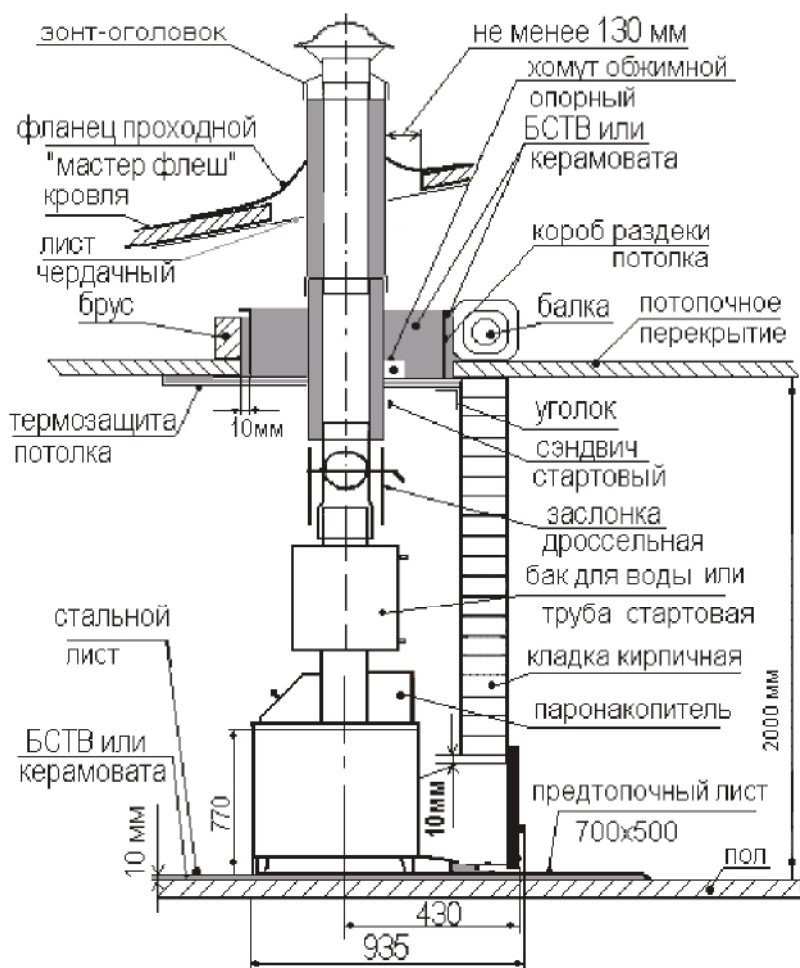 зонт-оголовок
не менее 130 мм
хомут обжимной
опорный
БСТВ или
керамовата
фланец проходной
"мастер флеш"
кровля
лист
чердачный
короб раздеки
потолка
брус
балка
потопочное
перекрытие
термозащита
потолка
10мм
уголок
сэндвич
стартовый
заслонка
дроссельная
бак для воды или
труба стартовая
стальной
лист
кладка кирпичная
паронакопитель
2000 мм
БСТВ или
керамовата
770
10мм
предтопочный лист
700х500
10 мм
пол
430
935